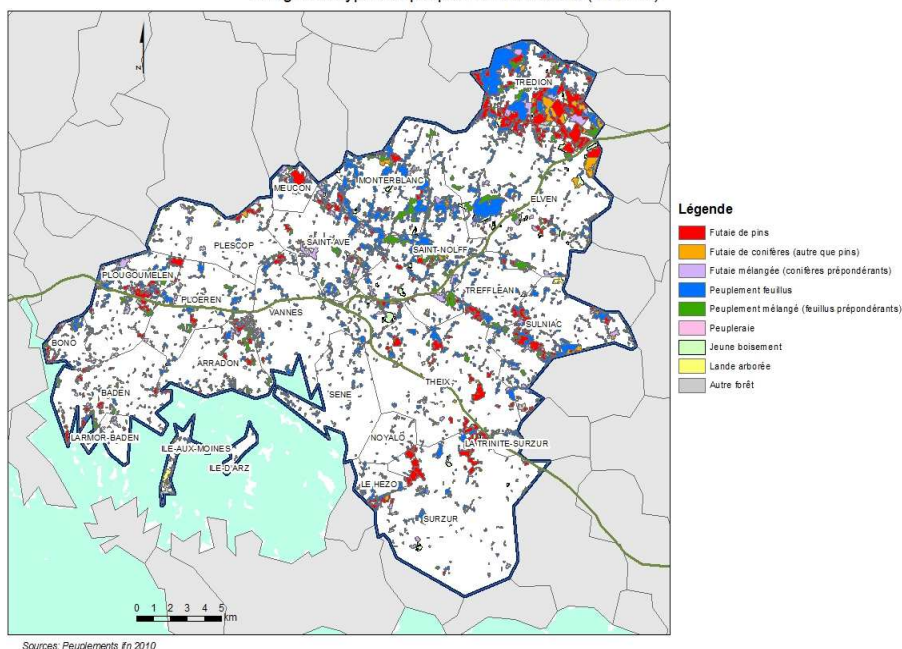 N
TREDION
MEUCON
MONTERBLANC
ELVEN
PLESCOP
SAINT-AVE
SAINT-NOLFF
PLOUGOUMELEN
PLOEREN
TREFFLEAN
VANNES
SULNIAC
BONO
ARRADON
THEIX
BADEN
SENE
LARMOR-BADEN
NOYALO
LA TRINITE-SURZUR
ILE-AUX-MOINES
ILE-D'ARZ
LE HEZO
SURZUR
0 1 2 3 4 5
km
Légende
Futaie de pins
Futaie de conifères (autre que pins)
Futaie mélangée (conifères prépondérants)
Peuplement feuillus
Peuplement mélangé (feuillus prépondérants)
Peupleraie
Jeune boisement
Lande arborée
Autre forêt
Sources: Peuplements ifn 2010